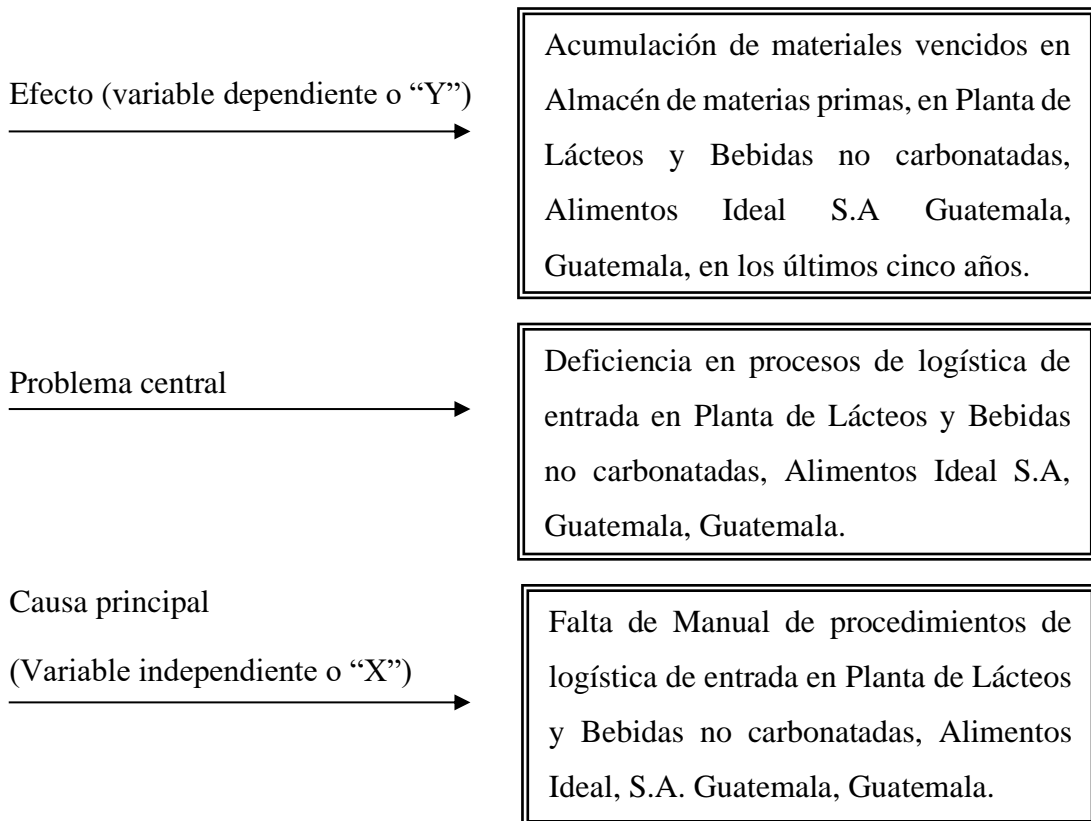 Efecto (variable dependiente o “Y”)
Acumulación de materiales vencidos en
Almacén de materias primas, en Planta de
Lácteos y Bebidas no carbonatadas,
Alimentos Ideal S.A Guatemala,
Guatemala, en los últimos cinco años.
Problema central
Deficiencia en procesos de logística de
entrada en Planta de Lácteos y Bebidas
no carbonatadas, Alimentos Ideal S.A,
Guatemala, Guatemala.
Causa principal
(Variable independiente o “X”)
Falta de Manual de procedimientos de
logística de entrada en Planta de Lácteos
y Bebidas no carbonatadas, Alimentos
Ideal, S.A. Guatemala, Guatemala.